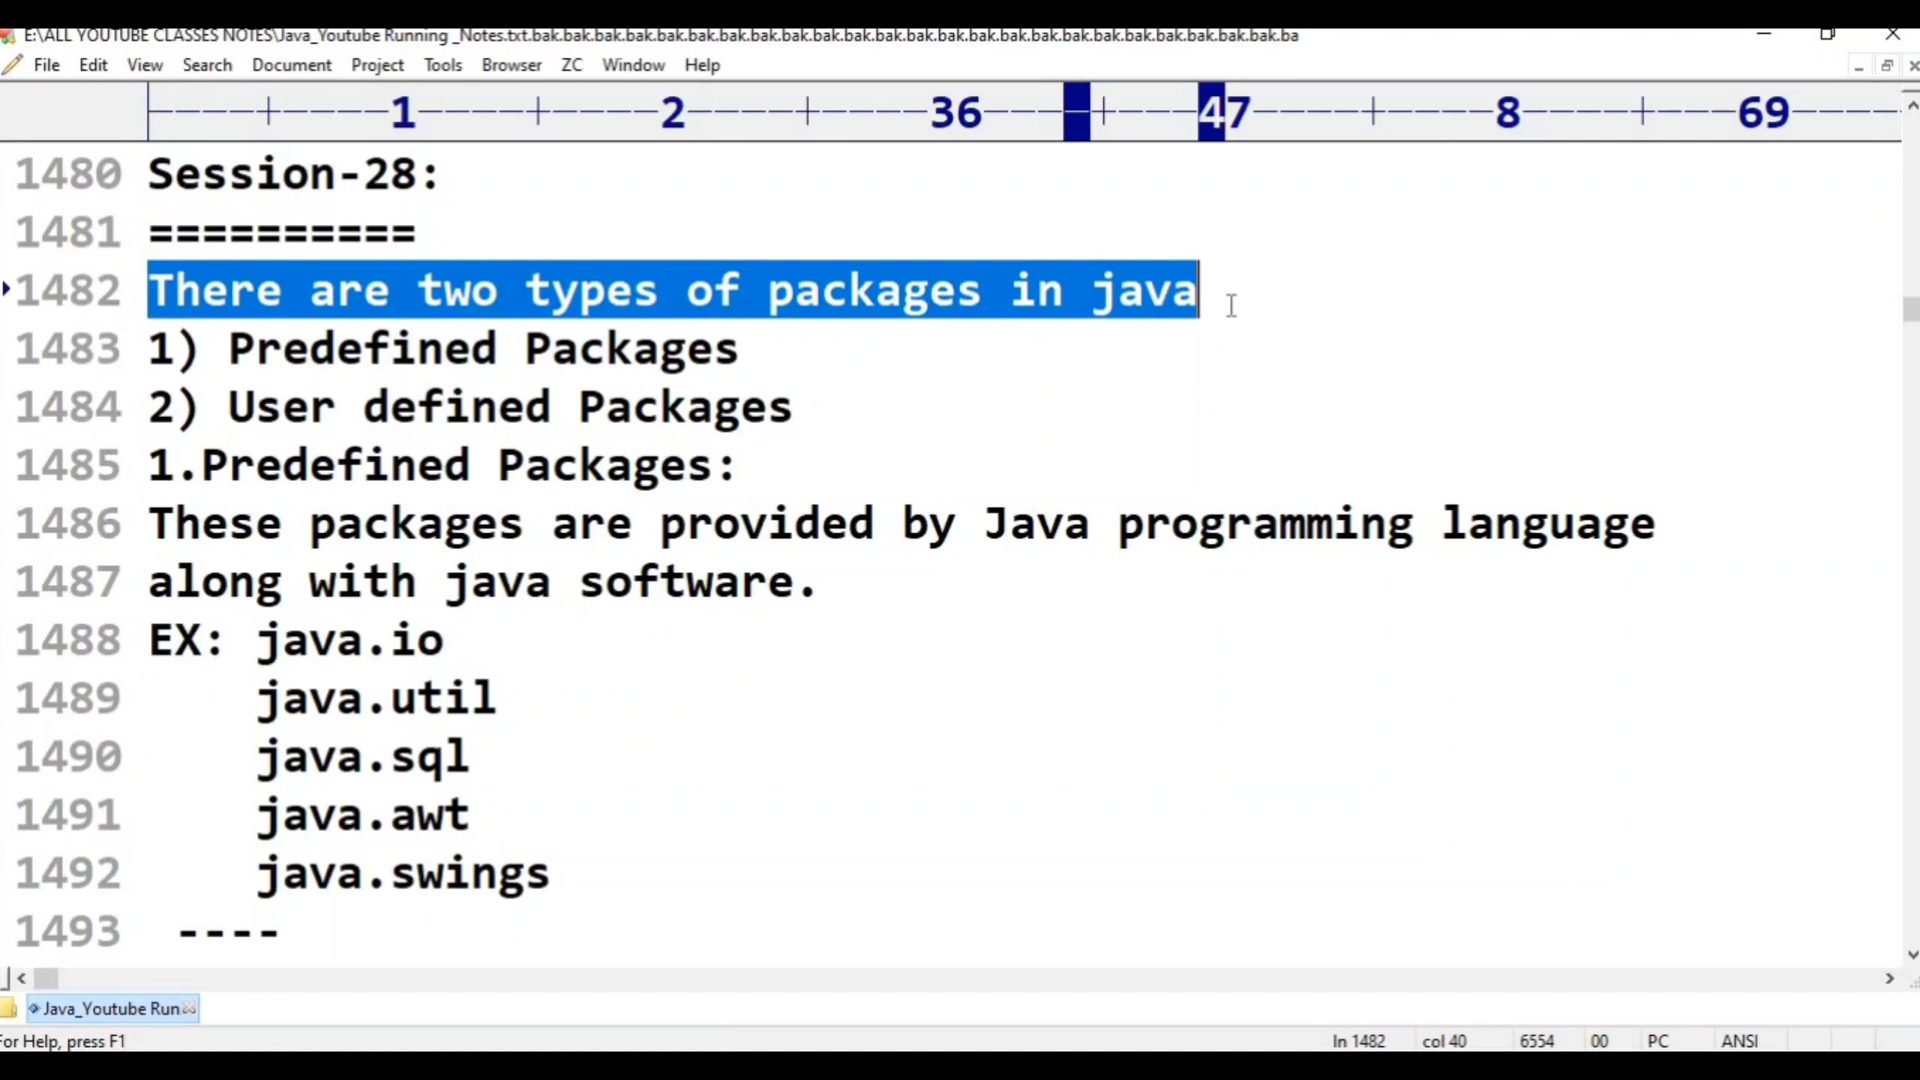 E:\ALL YOUTUBE CLASSES NOTES\Java_Youtube Running _Notes.txt.bak.bak.bak.bak.bak.bak.bak.bak.bak.bak.bak.bak.bak.bak.bak.bak.bak.bak.bak.bak.bak.bak.bak.bak.ba
File Edit View Search Document Project Tools Browser ZC Window Help
1 2 36 47 8 69
1480 Session-28:
1481 ==========
1482 There are two types of packages in java
1483 1) Predefined Packages
1484 2) User defined Packages
1485 1.Predefined Packages:
1486 These packages are provided by Java programming language
1487 along with java software.
1488 EX: java.io
1489 java.util
1490 java.sql
1491 java.awt
1492 java.swings
1493 ----
Java_Youtube Run
For Help, press F1 ln 1482 col 40 6554 00 PC ANSI